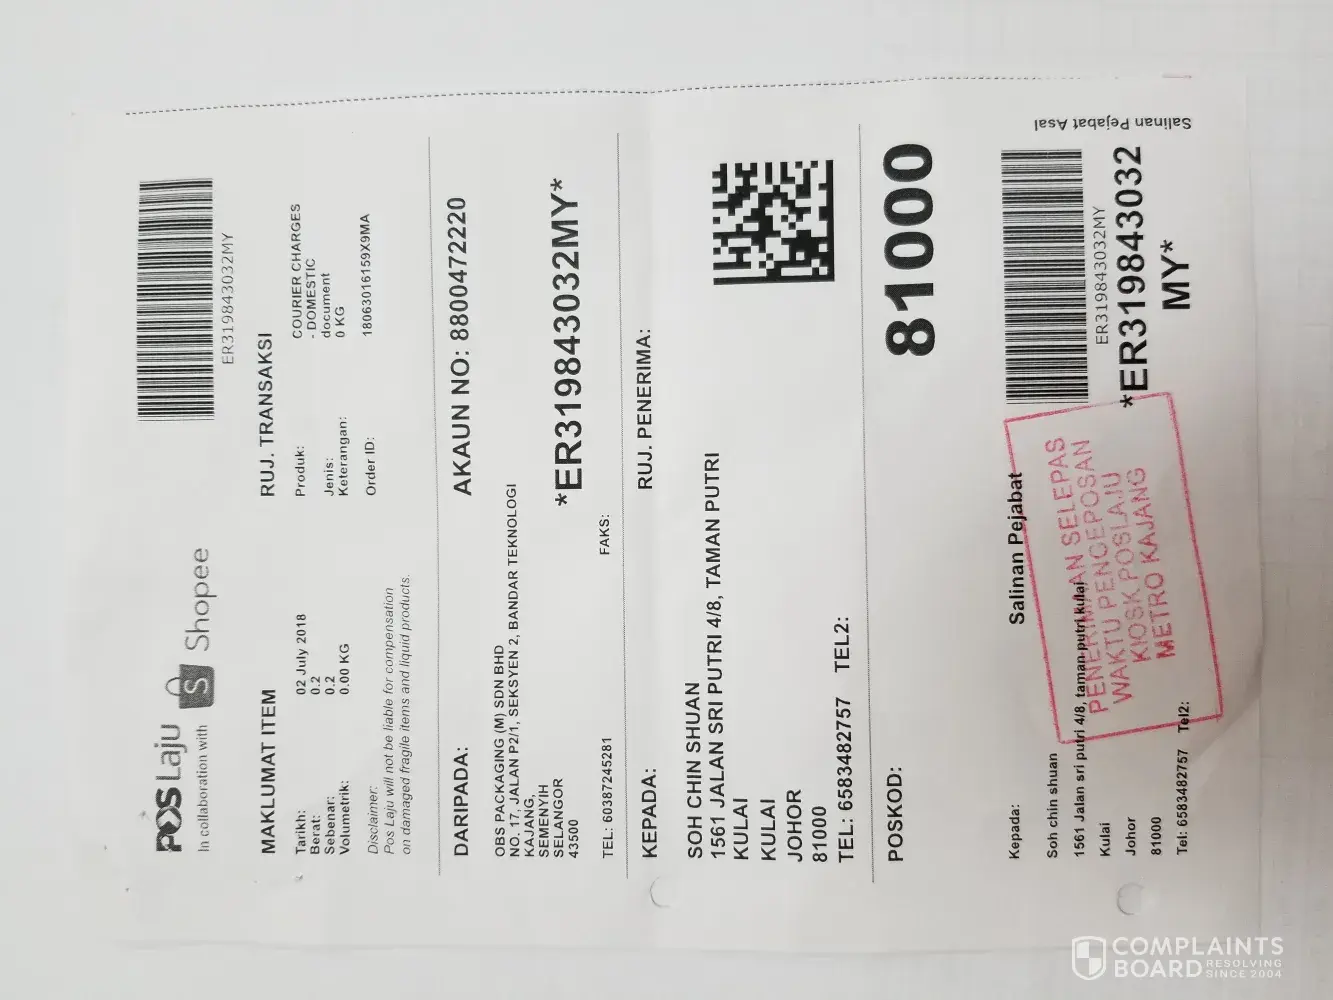 POS Laju
In collaboration with Shopee
ER319843032MY
MAKLUMAT ITEM
Tarikh: 02 July 2018
Berat: 0.2
Sebenar: 0.2
Volumetrik: 0.00 KG
Disclaimer:
Pos Laju will not be liable for compensation
on damaged fragile items and liquid products.
RUJ. TRANSAKSI
Produk: COURIER CHARGES
- DOMESTIC
Jenis: document
Keterangan: 0 KG
Order ID: 18063016159X9MA
DARIPADA:
AKAUN NO: 8800472220
OBS PACKAGING (M) SDN BHD
NO. 17, JALAN P2/1, SEKSYEN 2, BANDAR TEKNOLOGI
KAJANG,
SEMENYIH
SELANGOR
43500
*ER319843032MY*
TEL: 60387245281 FAKS:
KEPADA:
RUJ. PENERIMA:
SOH CHIN SHUAN
1561 JALAN SRI PUTRI 4/8, TAMAN PUTRI
KULAI
KULAI
JOHOR
81000
TEL: 6583482757 TEL2:
POSKOD:
81000
Kepada:
Salinan Pejabat
Soh chin shuan
1561 Jalan sri putri 4/8, taman putri kulai
Kulai
Johor
81000
Tel: 6583482757 Tel2:
PENERIMAAN SELEPAS
WAKTU PENGEPOSAN
KIOSK POSLAJU
METRO KAJANG
ER319843032MY
*ER319843032
MY*
Salinan Pejabat Asal
COMPLAINTS
BOARD RESOLVING
SINCE 2004